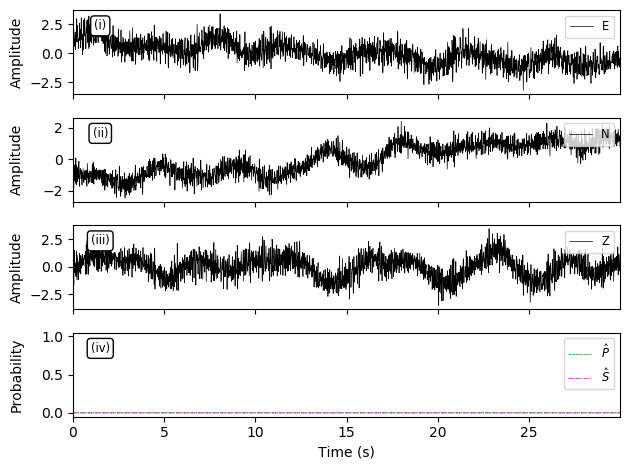 Amplitude
2.5
0.0
−2.5
(i)
E
Amplitude
2
0
−2
(ii)
N
Amplitude
2.5
0.0
−2.5
(iii)
Z
Probability
1.0
0.5
0.0
(iv)
P̂
Ŝ
0 5 10 15 20 25
Time (s)